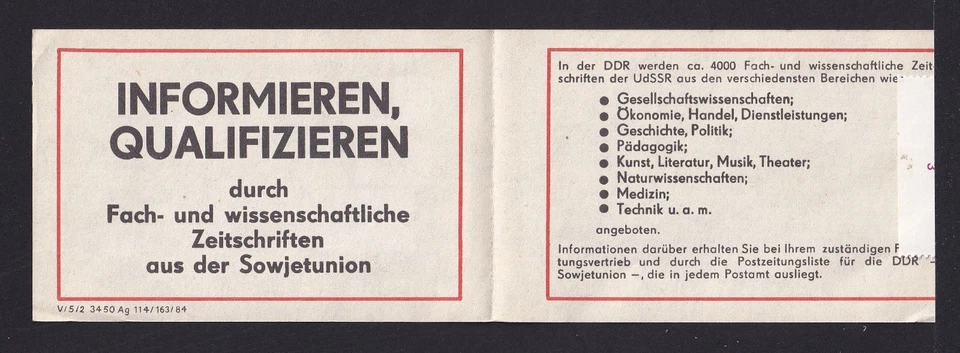 INFORMIEREN,
QUALIFIZIEREN
durch
Fach- und wissenschaftliche
Zeitschriften
aus der Sowjetunion
V/5/2 3450 Ag 114/163/84
In der DDR werden ca. 4000 Fach- und wissenschaftliche Zeit-
schriften der UdSSR aus den verschiedensten Bereichen wie
● Gesellschaftswissenschaften;
● Ökonomie, Handel, Dienstleistungen;
● Geschichte, Politik;
● Pädagogik;
● Kunst, Literatur, Musik, Theater;
● Naturwissenschaften;
● Medizin;
● Technik u. a. m.
angeboten.
Informationen darüber erhalten Sie bei Ihrem zuständigen
tungsvertrieb und durch die Postzeitungsliste für die DDR –
Sowjetunion –, die in jedem Postamt ausliegt.